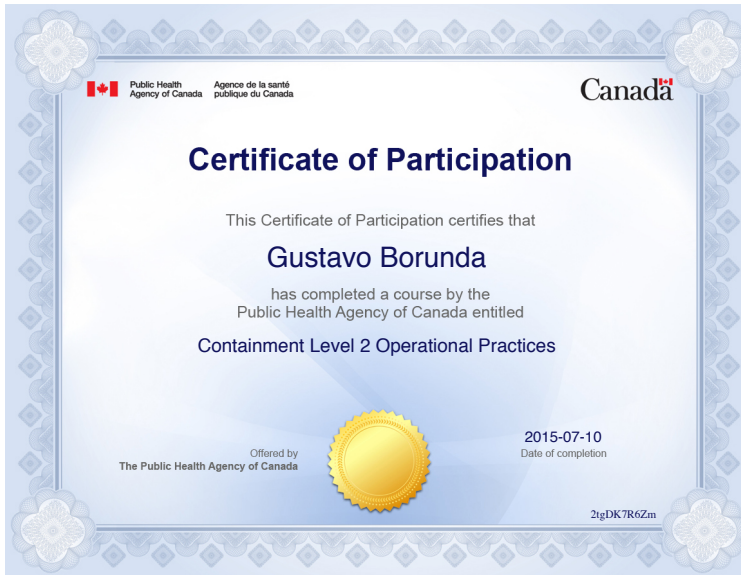 Public Health Agence de la santé
Agency of Canada publique du Canada
Canada
Certificate of Participation
This Certificate of Participation certifies that
Gustavo Borunda
has completed a course by the
Public Health Agency of Canada entitled
Containment Level 2 Operational Practices
Offered by
The Public Health Agency of Canada
2015-07-10
Date of completion
2tgDK7R6Zm